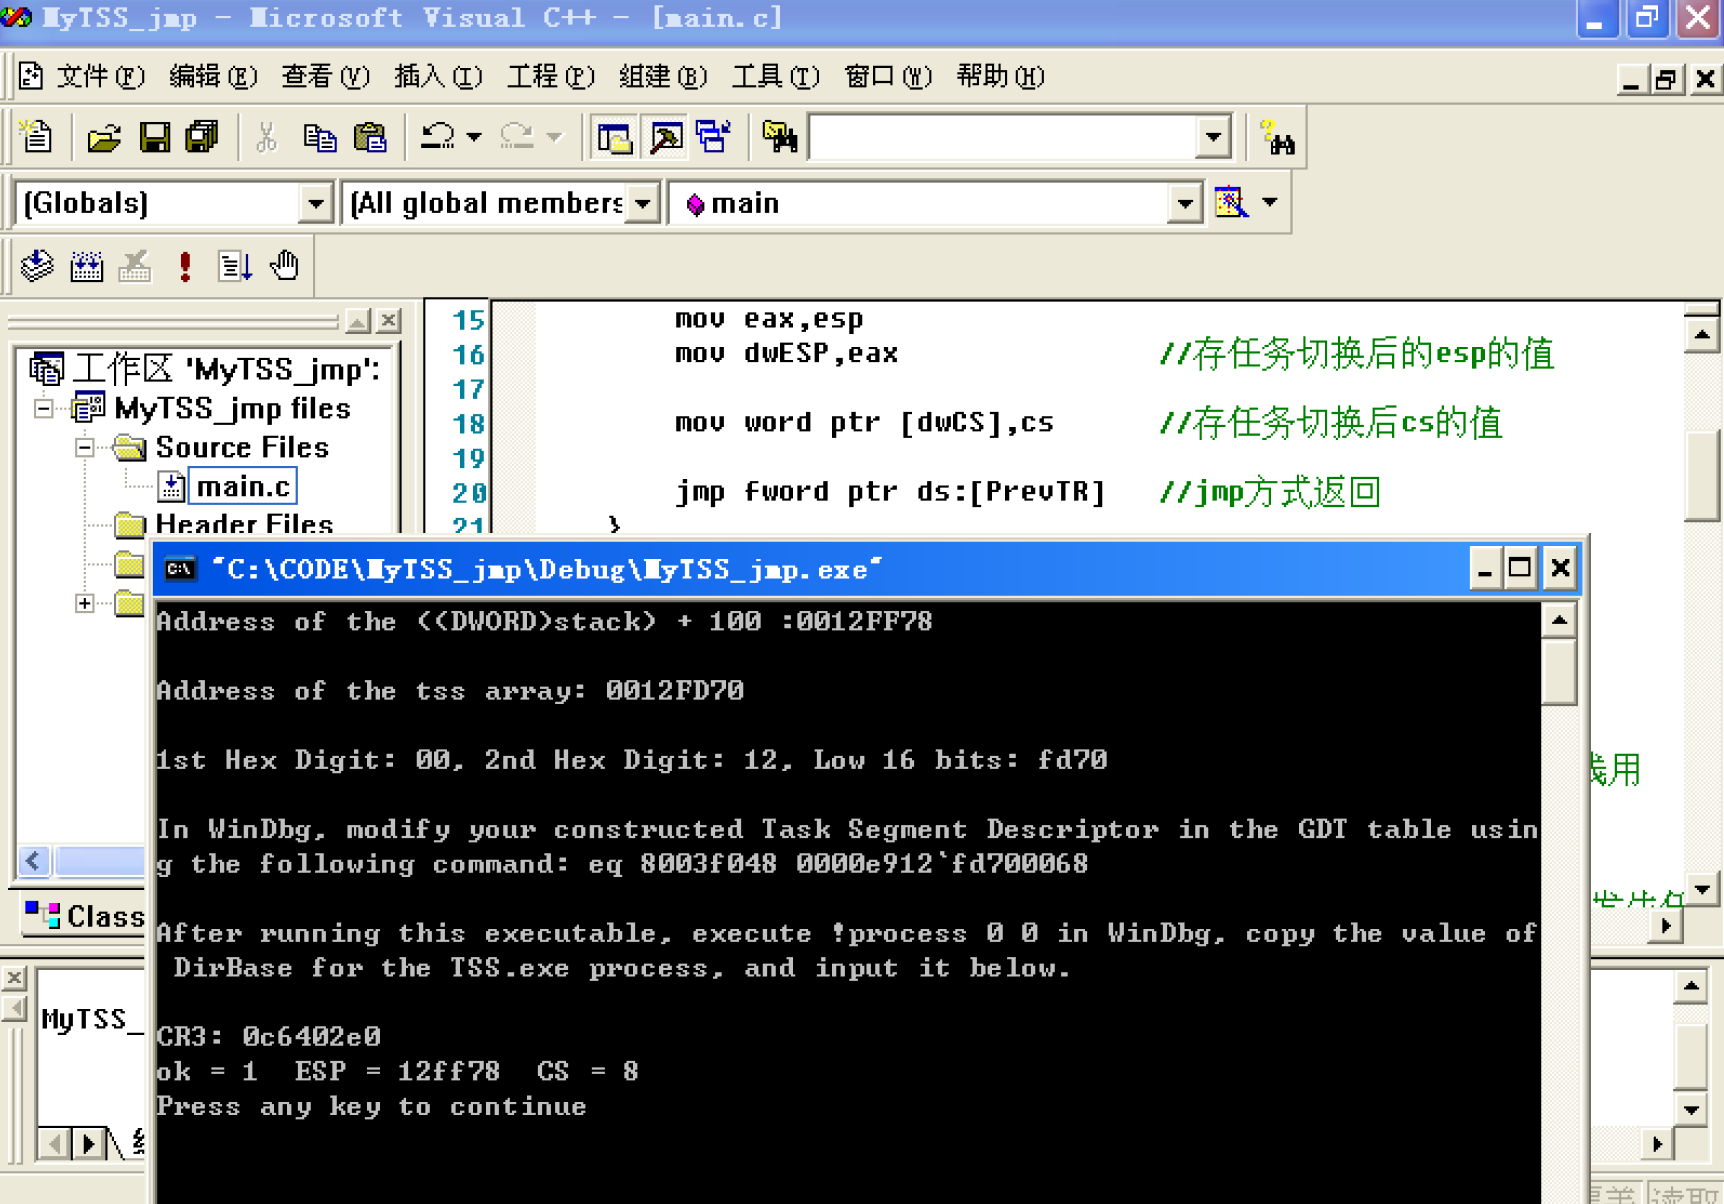 MyTSS_jmp - Microsoft Visual C++ - [main.c]
文件(F) 编辑(E) 查看(V) 插入(I) 工程(P) 组建(B) 工具(T) 窗口(W) 帮助(H)
(Globals) (All global members main
15 mov eax,esp
16 mov dwESP,eax //存任务切换后的esp的值
17
18 mov word ptr [dwCS],cs //存任务切换后cs的值
19
20 jmp fword ptr ds:[PrevTR] //jmp方式返回
21 }
工作区 'MyTSS_jmp':
MyTSS_jmp files
Source Files
main.c
Header Files
Class
"C:\CODE\MyTSS_jmp\Debug\MyTSS_jmp.exe"
Address of the ((DWORD)stack) + 100 :0012FF78
Address of the tss array: 0012FD70
1st Hex Digit: 00, 2nd Hex Digit: 12, Low 16 bits: fd70
In WinDbg, modify your constructed Task Segment Descriptor in the GDT table usin
g the following command: eq 8003f048 0000e912`fd700068
After running this executable, execute !process 0 0 in WinDbg, copy the value of
DirBase for the TSS.exe process, and input it below.
CR3: 0c6402e0
ok = 1 ESP = 12ff78 CS = 8
Press any key to continue
用
MyTSS_
读取